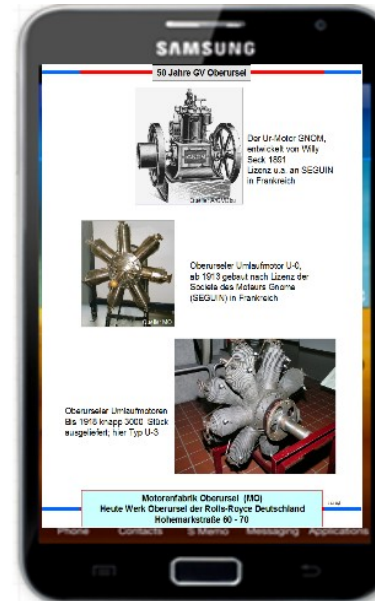 SAMSUNG
50 Jahre GV Oberursel
Der Ur-Motor GNOM,
entwickelt von Willy
Seck 1891
Lizenz u.a. an SEGUIN
in Frankreich
Oberurseler Umlaufmotor U-0,
ab 1913 gebaut nach Lizenz der
Societe des Moteurs Gnome
(SEGUIN) in Frankreich
Quelle: MO
Oberurseler Umlaufmotoren
Bis 1918 knapp 3000 Stück
ausgeliefert; hier Typ U-3
Motorenfabrik Oberursel (MO)
Heute Werk Oberursel der Rolls-Royce Deutschland
Hohemarkstraße 60 - 70
Phone Contacts S Memo Messaging Applications